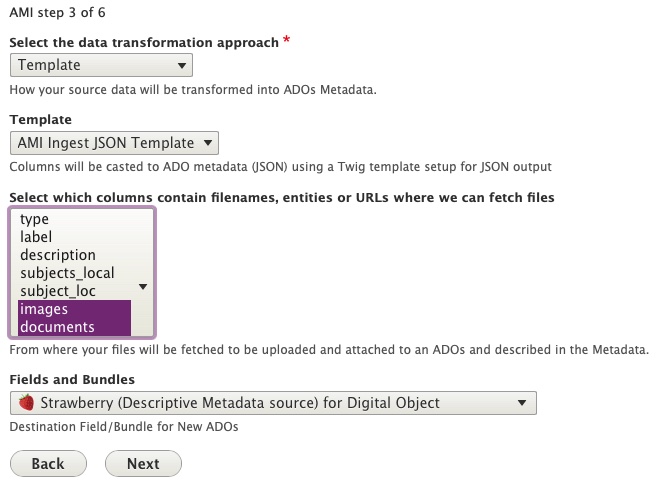 AMI step 3 of 6
Select the data transformation approach *
Template
How your source data will be transformed into ADOs Metadata.
Template
AMI Ingest JSON Template
Columns will be casted to ADO metadata (JSON) using a Twig template setup for JSON output
Select which columns contain filenames, entities or URLs where we can fetch files
type
label
description
subjects_local
subject_loc
images
documents
From where your files will be fetched to be uploaded and attached to an ADOs and described in the Metadata.
Fields and Bundles
Strawberry (Descriptive Metadata source) for Digital Object
Destination Field/Bundle for New ADOs
Back Next